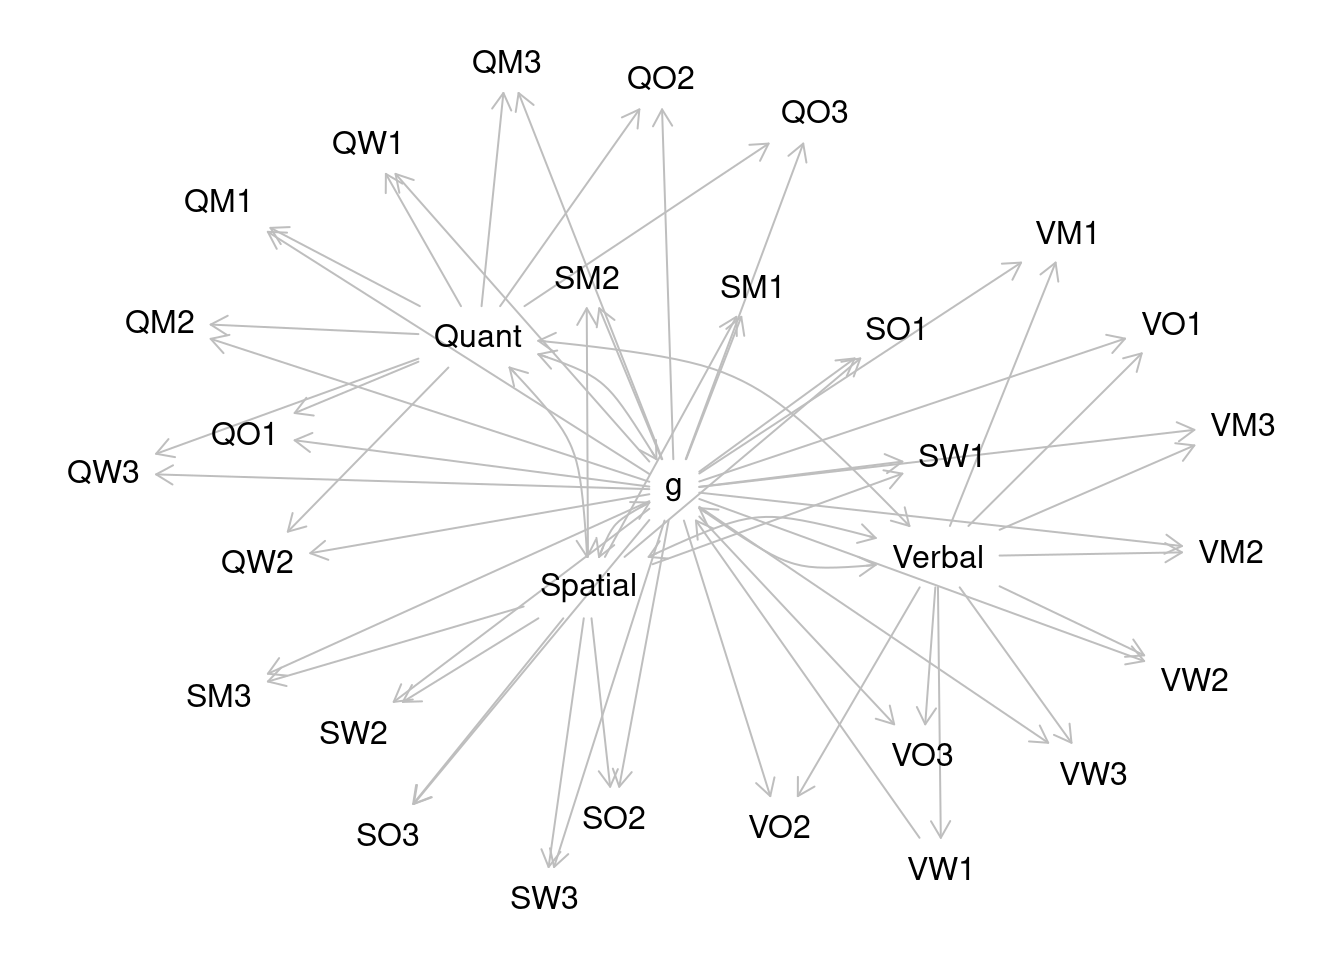 QM3
QO2
QO3
QW1
QM1
VM1
SM2
SM1
QM2
Quant
SO1
VO1
QO1
VM3
QW3
SW1
g
QW2
Verbal
VM2
Spatial
SM3
VW2
SW2
VO3
VW3
SO3
SO2
VO2
VW1
SW3